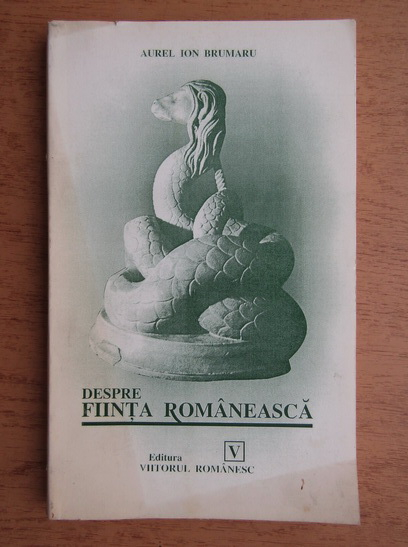 AUREL ION BRUMARU
DESPRE
FIINȚA ROMÂNEASCĂ
Editura
V
VIITORUL ROMÂNESC